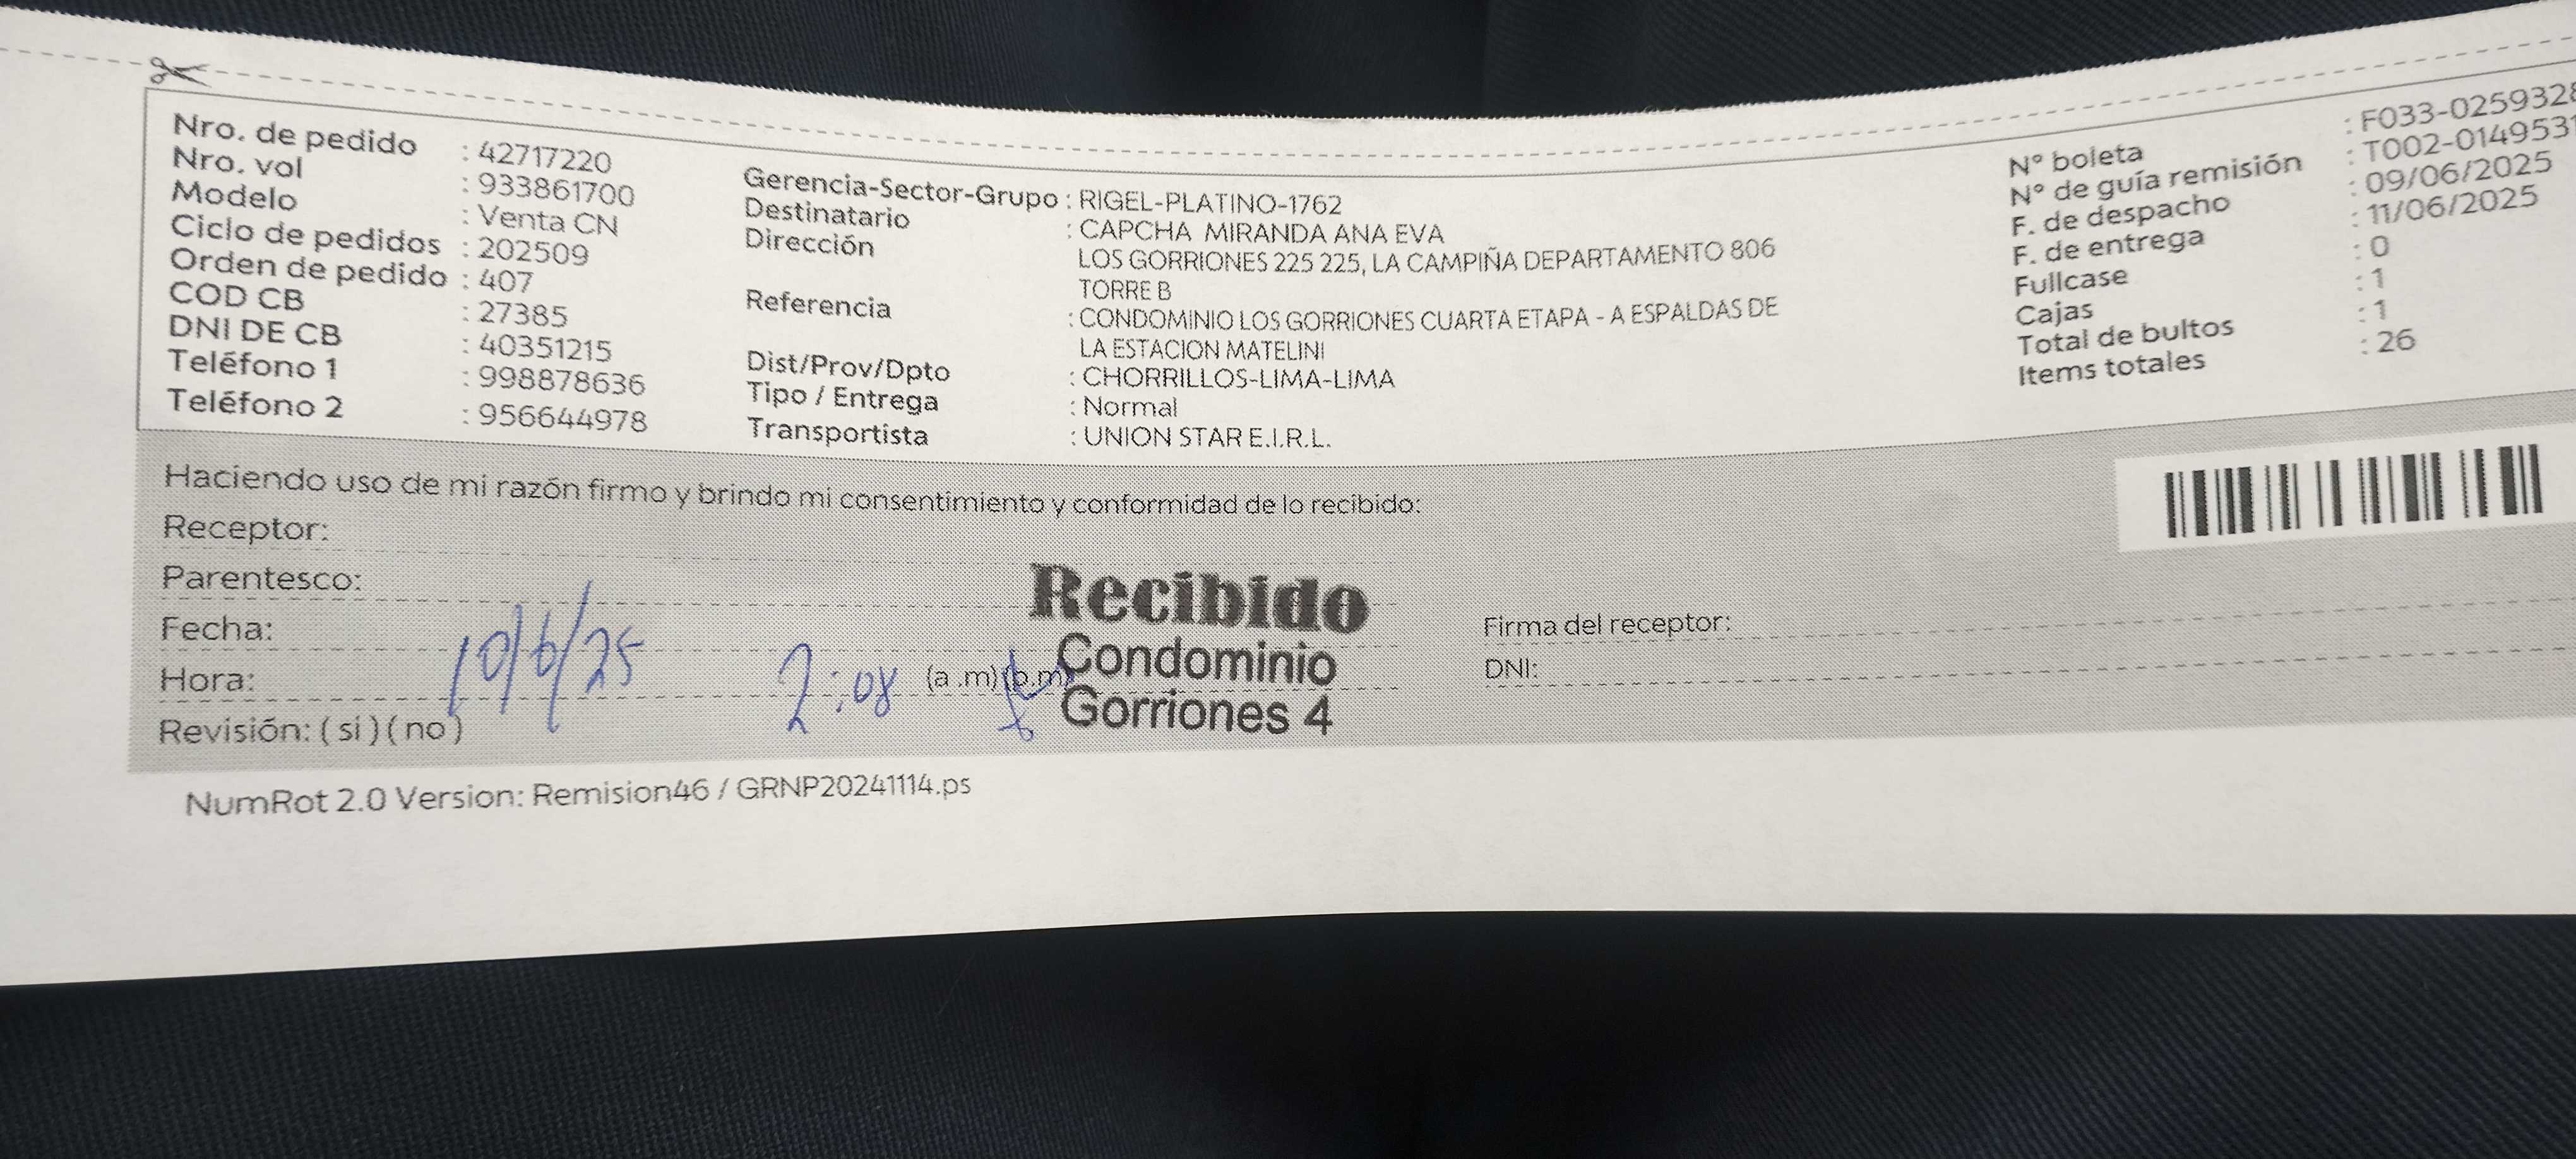 Nro. de pedido : 42717220
Nro. vol : 933861700
Modelo : Venta CN
Ciclo de pedidos : 202509
Orden de pedido : 407
COD CB : 27385
DNI DE CB : 40351215
Teléfono 1 : 998878636
Teléfono 2 : 956644978
Gerencia-Sector-Grupo : RIGEL-PLATINO-1762
Destinatario : CAPCHA MIRANDA ANA EVA
Dirección LOS GORRIONES 225 225, LA CAMPIÑA DEPARTAMENTO 806
TORRE B
Referencia : CONDOMINIO LOS GORRIONES CUARTA ETAPA - A ESPALDAS DE
LA ESTACION MATELINI
Dist/Prov/Dpto : CHORRILLOS-LIMA-LIMA
Tipo / Entrega : Normal
Transportista : UNION STAR E.I.R.L.
N° boleta : F033-0259328
N° de guía remisión : T002-0149531
F. de despacho : 09/06/2025
F. de entrega : 11/06/2025
Fullcase : 0
Cajas : 1
Total de bultos : 1
Items totales : 26
Haciendo uso de mi razón firmo y brindo mi consentimiento y conformidad de lo recibido:
Receptor:
Parentesco:
Fecha: 10/6/25
Hora: 2:08 (a .m) (p.m)
Revisión: ( si ) ( no )
Recibido
Condominio
Gorriones 4
Firma del receptor:
DNI:
NumRot 2.0 Version: Remision46 / GRNP20241114.ps